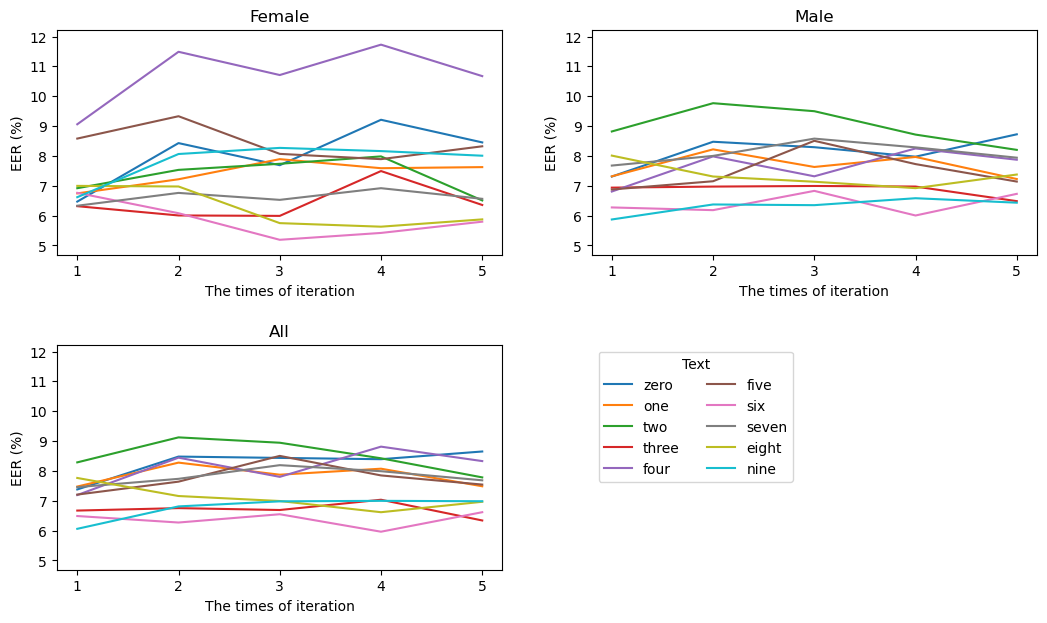 Female
12
11
10
9
8
7
6
5
EER (%)
1 2 3 4 5
The times of iteration
Male
12
11
10
9
8
7
6
5
EER (%)
1 2 3 4 5
The times of iteration
All
12
11
10
9
8
7
6
5
EER (%)
1 2 3 4 5
The times of iteration
Text
zero five
one six
two seven
three eight
four nine